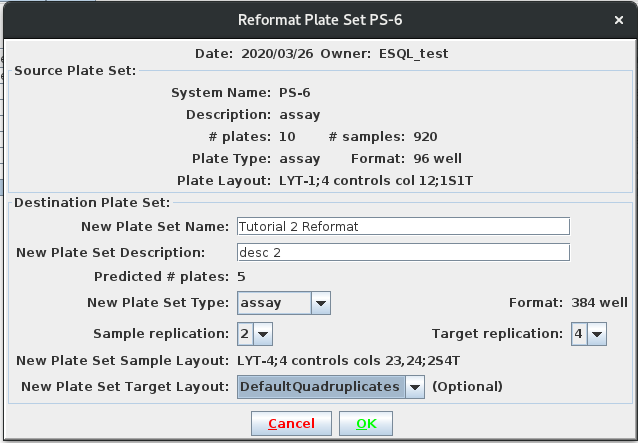 Reformat Plate Set PS-6
Date: 2020/03/26 Owner: ESQL_test
Source Plate Set:
System Name: PS-6
Description: assay
# plates: 10 # samples: 920
Plate Type: assay Format: 96 well
Plate Layout: LYT-1;4 controls col 12;1S1T
Destination Plate Set:
New Plate Set Name: Tutorial 2 Reformat
New Plate Set Description: desc 2
Predicted # plates: 5
New Plate Set Type: assay Format: 384 well
Sample replication: 2 Target replication: 4
New Plate Set Sample Layout: LYT-4;4 controls cols 23,24;2S4T
New Plate Set Target Layout: DefaultQuadruplicates (Optional)
Cancel OK